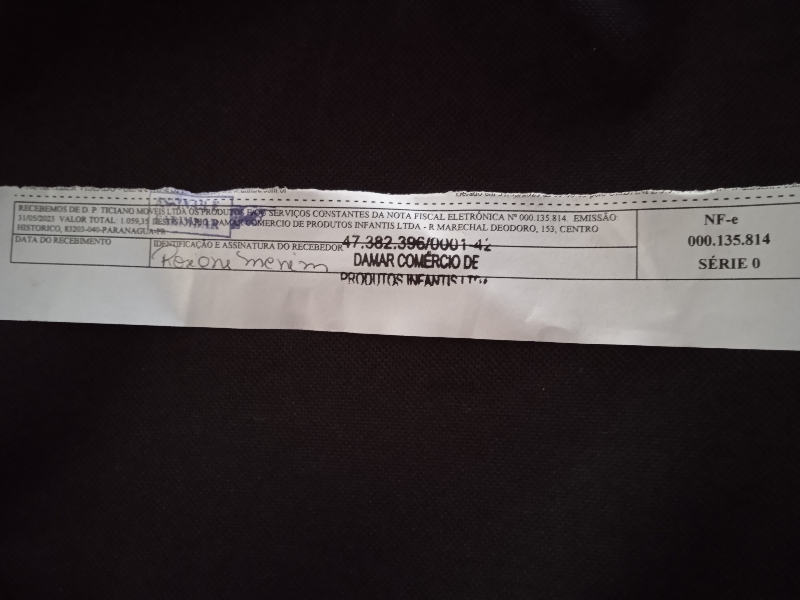 RECEBEMOS DE D P TICIANO MOVEIS LTDA OS PRODUTOS E/OU SERVIÇOS CONSTANTES DA NOTA FISCAL ELETRÔNICA Nº 000.135.814. EMISSÃO:
31/05/2023 VALOR TOTAL: 1.059,15 DAMAR COMERCIO DE PRODUTOS INFANTIS LTDA - R MARECHAL DEODORO, 153, CENTRO
HISTORICO, 83203-040-PARANAGUA-PR
DATA DO RECEBIMENTO
IDENTIFICAÇÃO E ASSINATURA DO RECEBEDOR
47.382.396/0001-42
DAMAR COMÉRCIO DE
PRODUTOS INFANTIS LTDA
NF-e
000.135.814
SÉRIE 0